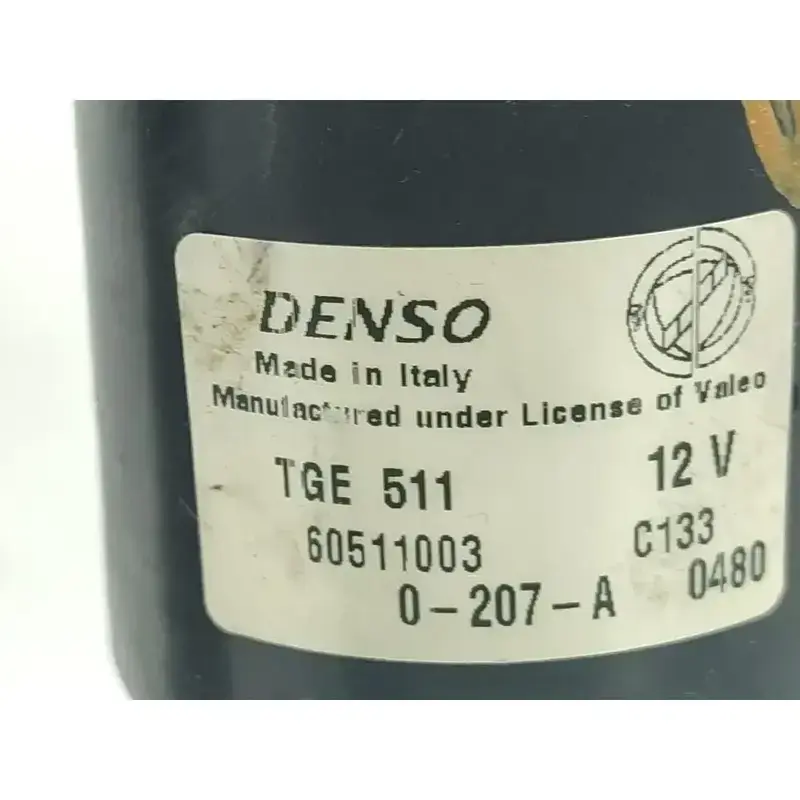 DENSO
Made in Italy
Manufactured under License of Valeo
TGE 511 12 V
60511003 C133
0-207-A 0480